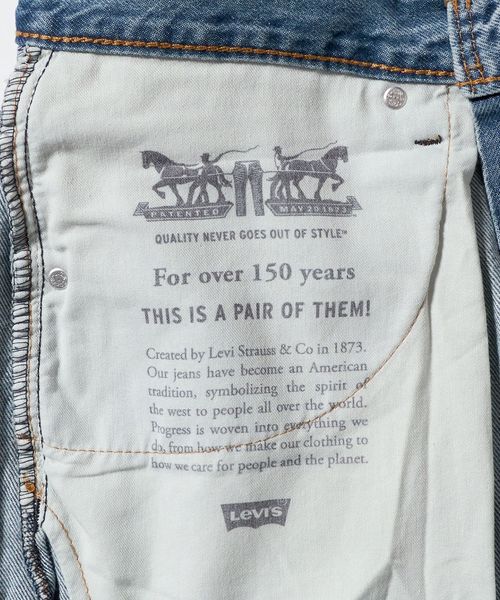 PATENTED MAY 20 1873
QUALITY NEVER GOES OUT OF STYLE™
For over 150 years
THIS IS A PAIR OF THEM!
Created by Levi Strauss & Co in 1873.
Our jeans have become an American
tradition, symbolizing the spirit of
the west to people all over the world.
Progress is woven into everything we
do, from how we make our clothing to
how we care for people and the planet.
Levi's